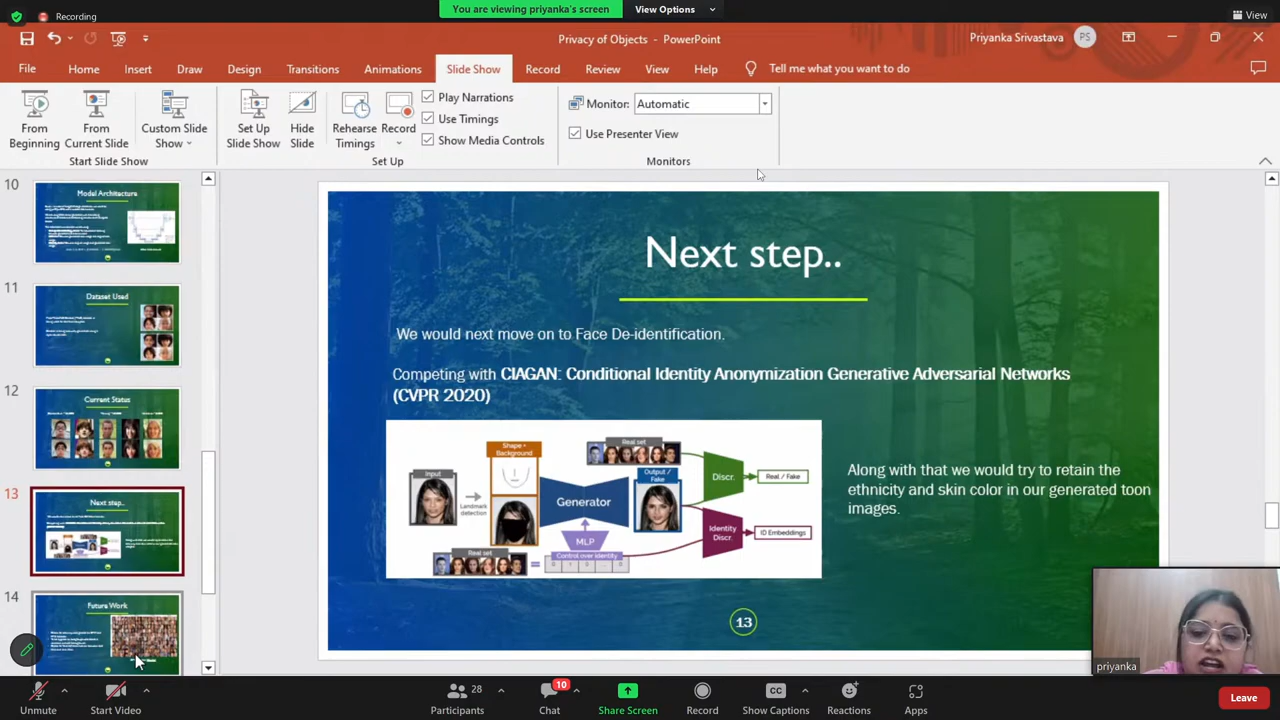 Recording
You are viewing priyanka's screen
View Options
View
Privacy of Objects - PowerPoint
Priyanka Srivastava
PS
File
Home
Insert
Draw
Design
Transitions
Animations
Slide Show
Record
Review
View
Help
Tell me what you want to do
From Beginning
From Current Slide
Custom Slide Show
Start Slide Show
Set Up Slide Show
Hide Slide
Rehearse Timings
Record
Play Narrations
Use Timings
Show Media Controls
Set Up
Monitor:
Automatic
Use Presenter View
Monitors
10
Model Architecture
11
Dataset Used
12
Current Status
13
Next step..
14
Future Work
Next step..
We would next move on to Face De-identification.
Competing with CIAGAN: Conditional Identity Anonymization Generative Adversarial Networks
(CVPR 2020)
Input
Landmark
detection
Shape +
Background
Generator
MLP
Real set
Control over identity
Real set
Output /
Fake
Discr.
Real / Fake
Identity
Discr.
ID Embeddings
Along with that we would try to retain the
ethnicity and skin color in our generated toon
images.
13
priyanka
Unmute
Start Video
28
Participants
10
Chat
Share Screen
Record
CC
Show Captions
Reactions
Apps
Leave